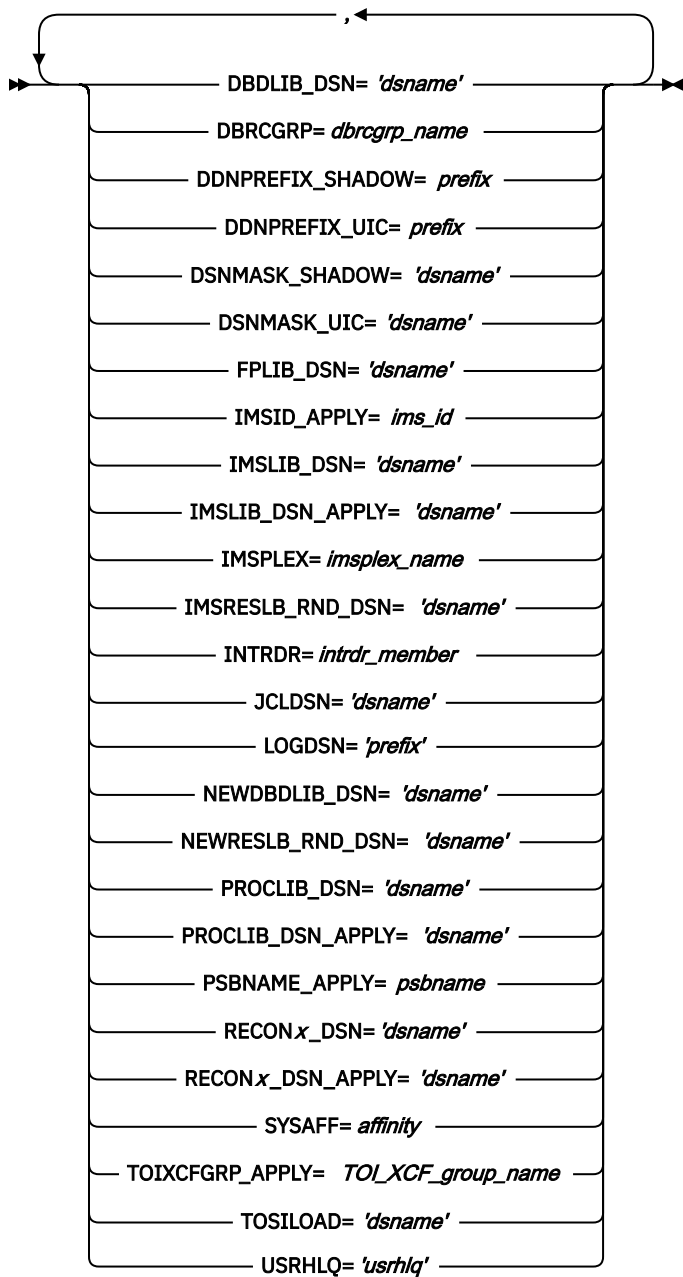 ,
DBDLIB_DSN= 'dsname'
DBRCGRP= dbrcgrp_name
DDNPREFIX_SHADOW= prefix
DDNPREFIX_UIC= prefix
DSNMASK_SHADOW= 'dsname'
DSNMASK_UIC= 'dsname'
FPLIB_DSN= 'dsname'
IMSID_APPLY= ims_id
IMSLIB_DSN= 'dsname'
IMSLIB_DSN_APPLY= 'dsname'
IMSPLEX= imsplex_name
IMSRESLB_RND_DSN= 'dsname'
INTRDR= intrdr_member
JCLDSN= 'dsname'
LOGDSN= 'prefix'
NEWDBDLIB_DSN= 'dsname'
NEWRESLB_RND_DSN= 'dsname'
PROCLIB_DSN= 'dsname'
PROCLIB_DSN_APPLY= 'dsname'
PSBNAME_APPLY= psbname
RECONx_DSN= 'dsname'
RECONx_DSN_APPLY= 'dsname'
SYSAFF= affinity
TOIXCFGRP_APPLY= TOI_XCF_group_name
TOSILOAD= 'dsname'
USRHLQ= 'usrhlq'